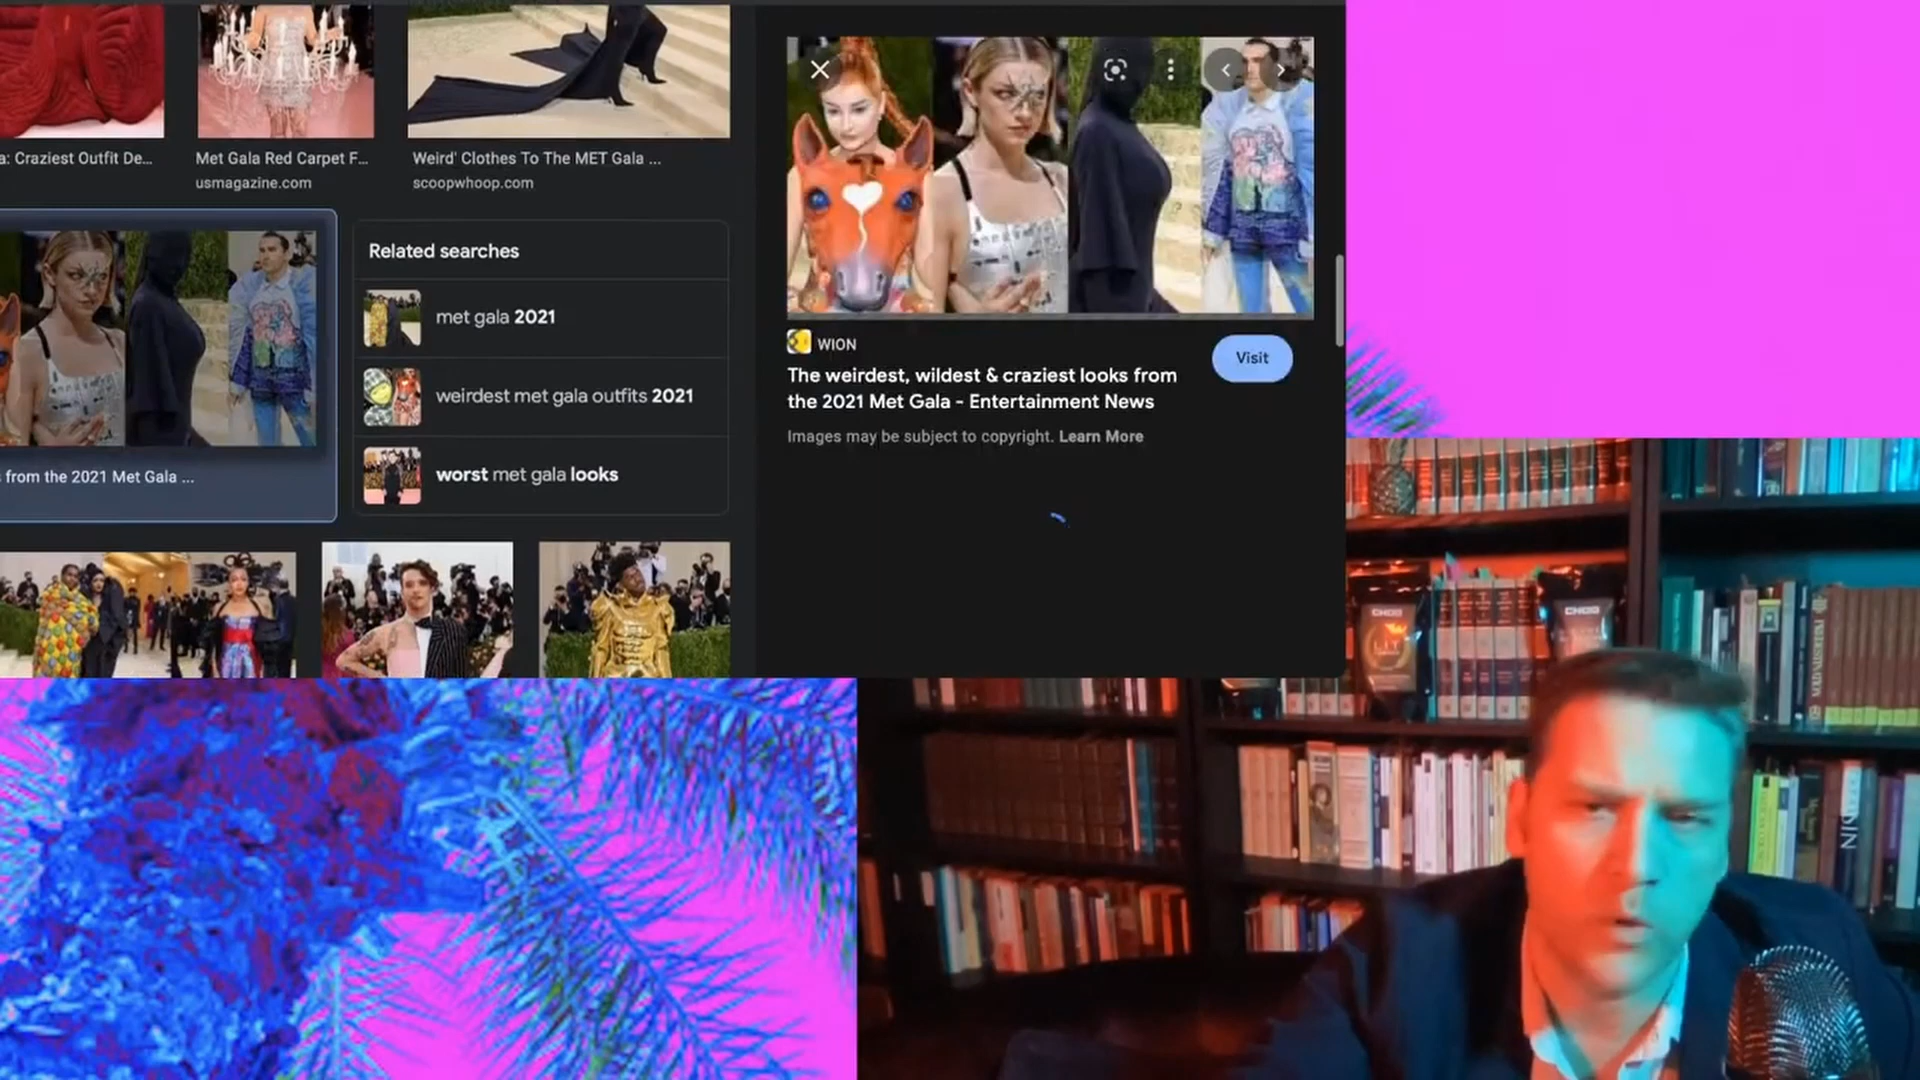 a: Craziest Outfit De...
Met Gala Red Carpet F...
usmagazine.com
Weird' Clothes To The MET Gala ...
scoopwhoop.com
Related searches
met gala 2021
weirdest met gala outfits 2021
worst met gala looks
from the 2021 Met Gala ...
WION
Visit
The weirdest, wildest & craziest looks from
the 2021 Met Gala - Entertainment News
Images may be subject to copyright. Learn More
CHOQ
CHOQ
LIT